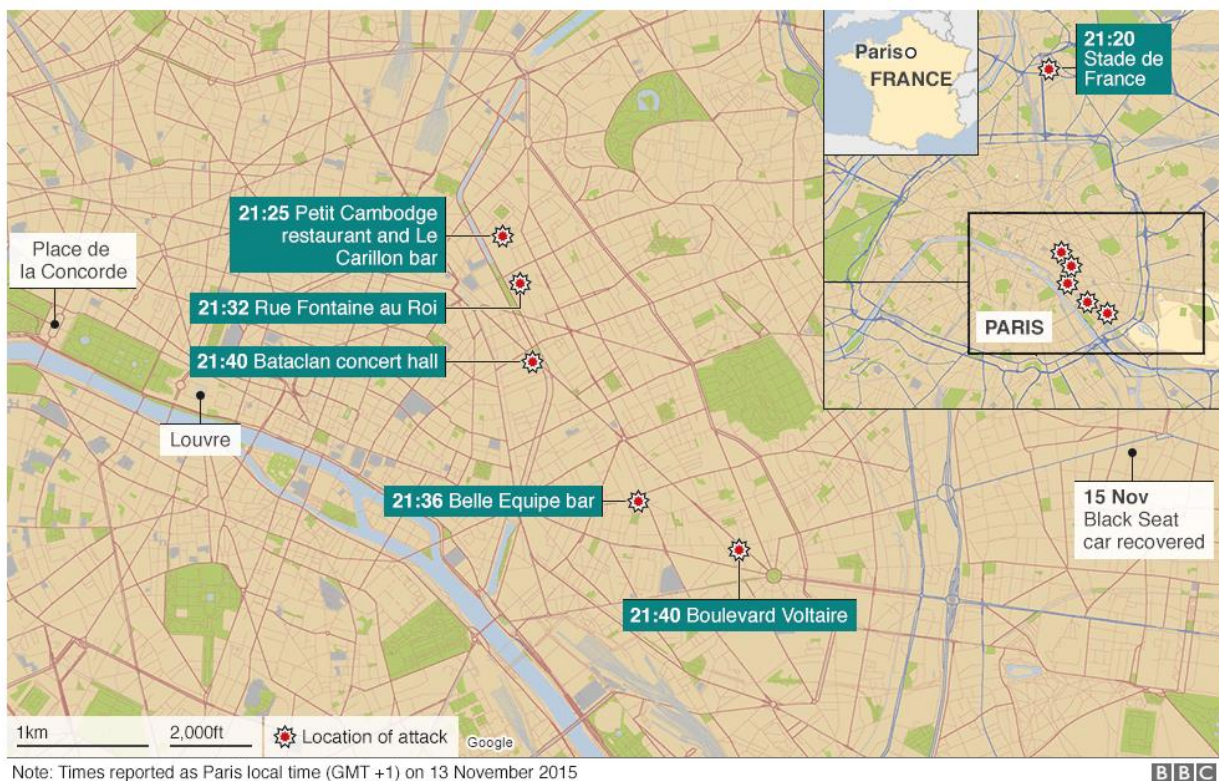 Paris
FRANCE
21:20
Stade de
France
21:25 Petit Cambodge
restaurant and Le
Carillon bar
Place de
la Concorde
21:32 Rue Fontaine au Roi
PARIS
21:40 Bataclan concert hall
Louvre
21:36 Belle Equipe bar
15 Nov
Black Seat
car recovered
21:40 Boulevard Voltaire
1km
2,000ft
Location of attack
Google
Note: Times reported as Paris local time (GMT +1) on 13 November 2015
BBC